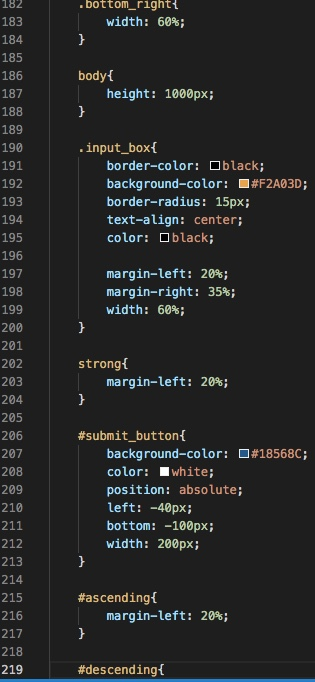 182 .bottom_right{
183 width: 60%;
184 }
185
186 body{
187 height: 1000px;
188 }
189
190 .input_box{
191 border-color: black;
192 background-color: #F2A03D;
193 border-radius: 15px;
194 text-align: center;
195 color: black;
196
197 margin-left: 20%;
198 margin-right: 35%;
199 width: 60%;
200 }
201
202 strong{
203 margin-left: 20%;
204 }
205
206 #submit_button{
207 background-color: #18568C;
208 color: white;
209 position: absolute;
210 left: -40px;
211 bottom: -100px;
212 width: 200px;
213 }
214
215 #ascending{
216 margin-left: 20%;
217 }
218
219 #descending{